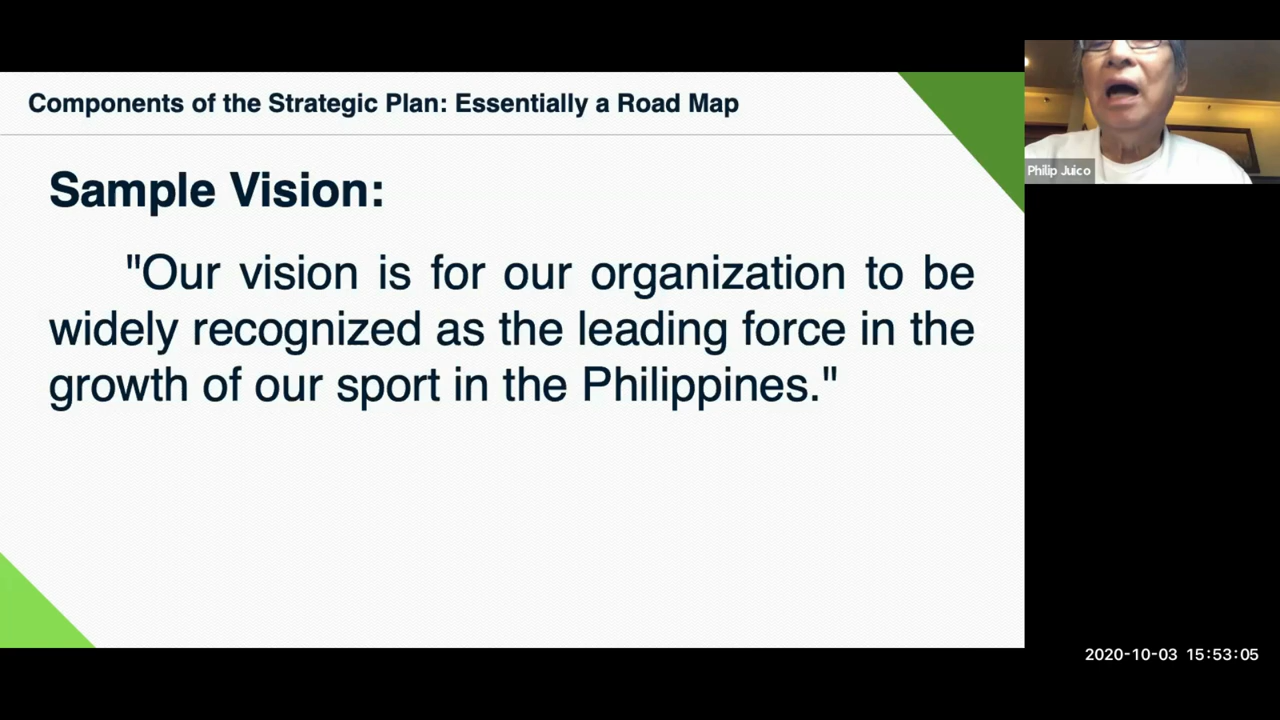 Components of the Strategic Plan: Essentially a Road Map
Sample Vision:
"Our vision is for our organization to be
widely recognized as the leading force in the
growth of our sport in the Philippines."
Philip Juico
2020-10-03 15:53:05